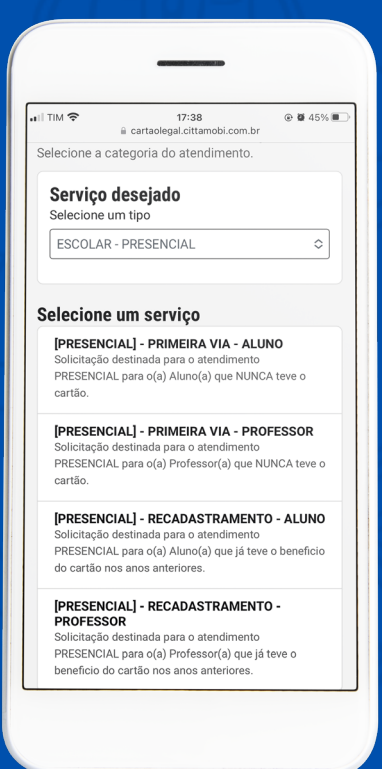 TIM
17:38
45%
cartaolegal.cittamobi.com.br
Selecione a categoria do atendimento.
Serviço desejado
Selecione um tipo
ESCOLAR - PRESENCIAL
Selecione um serviço
[PRESENCIAL] - PRIMEIRA VIA - ALUNO
Solicitação destinada para o atendimento
PRESENCIAL para o(a) Aluno(a) que NUNCA teve o
cartão.
[PRESENCIAL] - PRIMEIRA VIA - PROFESSOR
Solicitação destinada para o atendimento
PRESENCIAL para o(a) Professor(a) que NUNCA teve o
cartão.
[PRESENCIAL] - RECADASTRAMENTO - ALUNO
Solicitação destinada para o atendimento
PRESENCIAL para o(a) Aluno(a) que já teve o beneficio
do cartão nos anos anteriores.
[PRESENCIAL] - RECADASTRAMENTO -
PROFESSOR
Solicitação destinada para o atendimento
PRESENCIAL para o(a) Professor(a) que já teve o
beneficio do cartão nos anos anteriores.